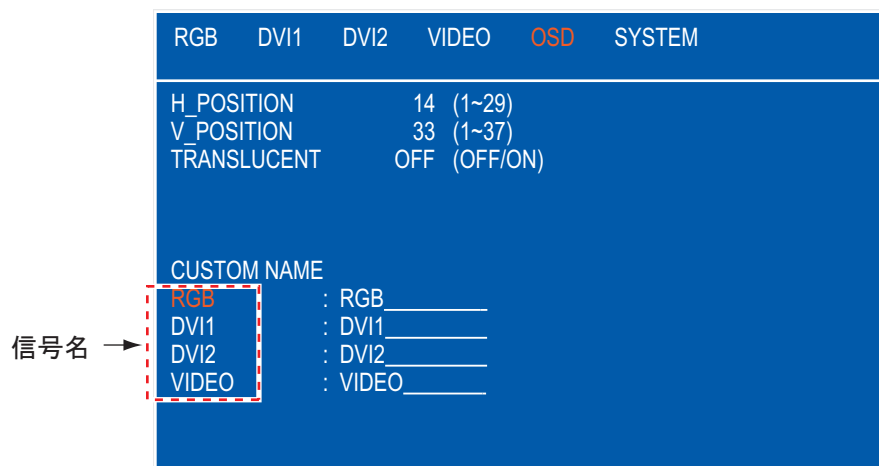 RGB DVI1 DVI2 VIDEO OSD SYSTEM
H_POSITION 14 (1~29)
V_POSITION 33 (1~37)
TRANSLUCENT OFF (OFF/ON)
CUSTOM NAME
RGB : RGB_________
DVI1 : DVI1_________
DVI2 : DVI2_________
VIDEO : VIDEO_______
信号名